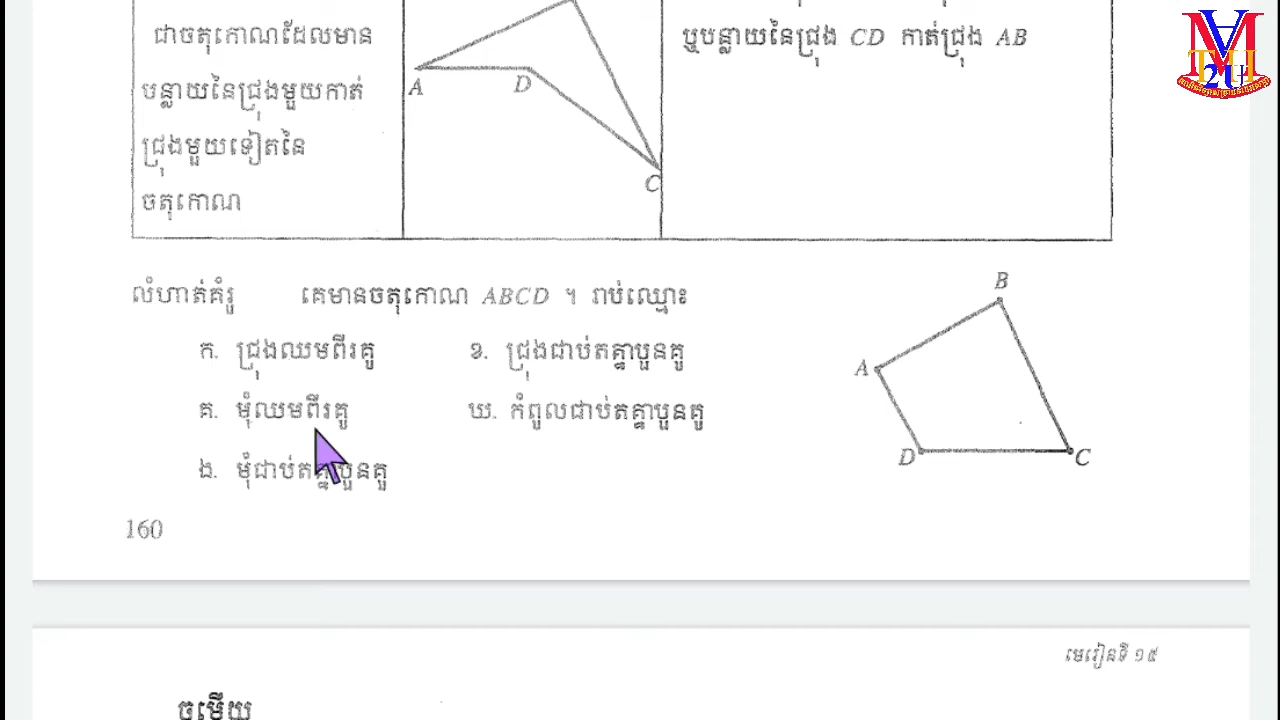 ជាចតុកោណដែលមាន
បន្លាយនៃជ្រុងមួយកាត់
ជ្រុងមួយទៀតនៃ
ចតុកោណ
A
D
C
ឬបន្លាយនៃជ្រុង CD កាត់ជ្រុង AB
លំហាត់គំរូ គេមានចតុកោណ ABCD ។ រាប់ឈ្មោះ
ក. ជ្រុងឈមពីរគូ ខ. ជ្រុងជាប់តគ្នាបួនគូ
គ. មុំឈមពីរគូ ឃ. កំពូលជាប់តគ្នាបួនគូ
ង. មុំជាប់តគ្នាបួនគូ
B
A
D
C
160
មេរៀនទី ១៥
ចម្លើយ